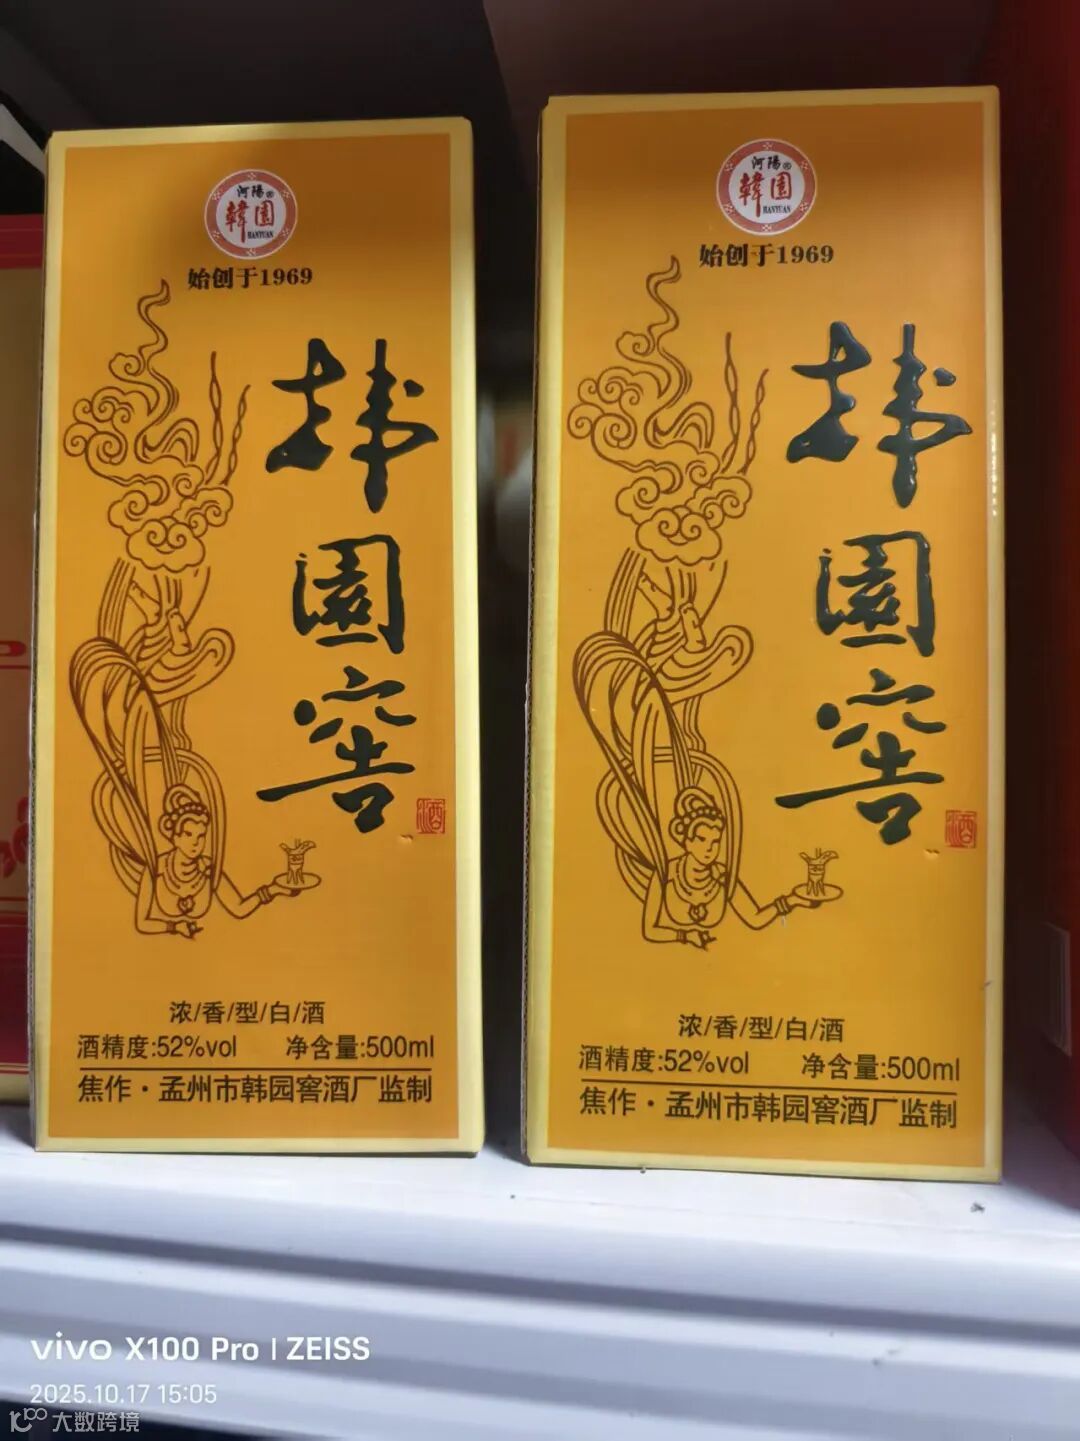 河陽®
韓園
HANYUAN
始创于1969
韩
園
窖
酒
浓/香/型/白/酒
酒精度:52%vol 净含量:500ml
焦作·孟州市韩园窖酒厂监制
河陽®
韓園
HANYUAN
始创于1969
韩
園
窖
酒
浓/香/型/白/酒
酒精度:52%vol 净含量:500ml
焦作·孟州市韩园窖酒厂监制
vivo X100 Pro | ZEISS
2025.10.17 15:05
大数跨境